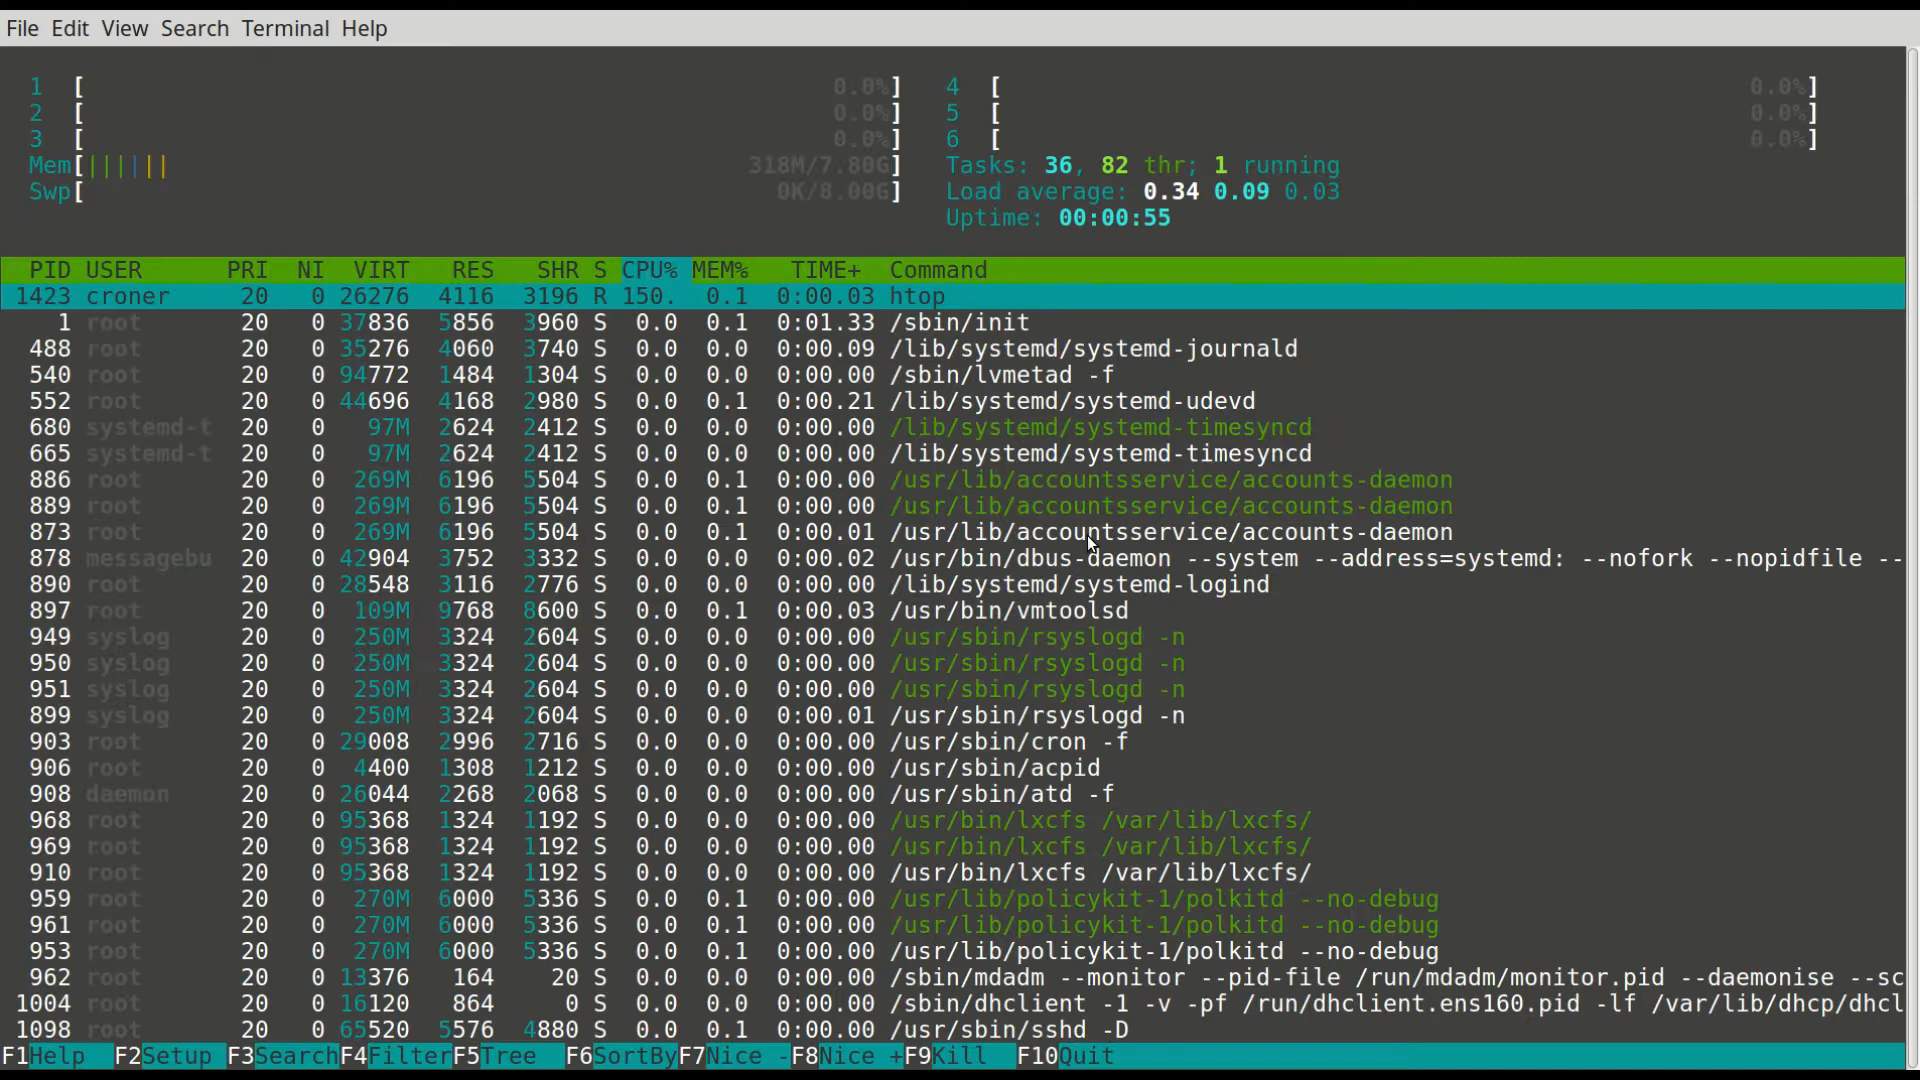 File Edit View Search Terminal Help
1 [ 0.0%] 4 [ 0.0%]
2 [ 0.0%] 5 [ 0.0%]
3 [ 0.0%] 6 [ 0.0%]
Mem[|||||| 318M/7.80G] Tasks: 36, 82 thr; 1 running
Swp[ 0K/8.00G] Load average: 0.34 0.09 0.03
Uptime: 00:00:55
PID USER PRI NI VIRT RES SHR S CPU% MEM% TIME+ Command
1423 croner 20 0 26276 4116 3196 R 150. 0.1 0:00.03 htop
1 root 20 0 37836 5856 3960 S 0.0 0.1 0:01.33 /sbin/init
488 root 20 0 35276 4060 3740 S 0.0 0.0 0:00.09 /lib/systemd/systemd-journald
540 root 20 0 94772 1484 1304 S 0.0 0.0 0:00.00 /sbin/lvmetad -f
552 root 20 0 44696 4168 2980 S 0.0 0.1 0:00.21 /lib/systemd/systemd-udevd
680 systemd-t 20 0 97M 2624 2412 S 0.0 0.0 0:00.00 /lib/systemd/systemd-timesyncd
665 systemd-t 20 0 97M 2624 2412 S 0.0 0.0 0:00.00 /lib/systemd/systemd-timesyncd
886 root 20 0 269M 6196 5504 S 0.0 0.1 0:00.00 /usr/lib/accountsservice/accounts-daemon
889 root 20 0 269M 6196 5504 S 0.0 0.1 0:00.00 /usr/lib/accountsservice/accounts-daemon
873 root 20 0 269M 6196 5504 S 0.0 0.1 0:00.01 /usr/lib/accountsservice/accounts-daemon
878 messagebu 20 0 42904 3752 3332 S 0.0 0.0 0:00.02 /usr/bin/dbus-daemon --system --address=systemd: --nofork --nopidfile --
890 root 20 0 28548 3116 2776 S 0.0 0.0 0:00.00 /lib/systemd/systemd-logind
897 root 20 0 109M 9768 8600 S 0.0 0.1 0:00.03 /usr/bin/vmtoolsd
949 syslog 20 0 250M 3324 2604 S 0.0 0.0 0:00.00 /usr/sbin/rsyslogd -n
950 syslog 20 0 250M 3324 2604 S 0.0 0.0 0:00.00 /usr/sbin/rsyslogd -n
951 syslog 20 0 250M 3324 2604 S 0.0 0.0 0:00.00 /usr/sbin/rsyslogd -n
899 syslog 20 0 250M 3324 2604 S 0.0 0.0 0:00.01 /usr/sbin/rsyslogd -n
903 root 20 0 29008 2996 2716 S 0.0 0.0 0:00.00 /usr/sbin/cron -f
906 root 20 0 4400 1308 1212 S 0.0 0.0 0:00.00 /usr/sbin/acpid
908 daemon 20 0 26044 2268 2068 S 0.0 0.0 0:00.00 /usr/sbin/atd -f
968 root 20 0 95368 1324 1192 S 0.0 0.0 0:00.00 /usr/bin/lxcfs /var/lib/lxcfs/
969 root 20 0 95368 1324 1192 S 0.0 0.0 0:00.00 /usr/bin/lxcfs /var/lib/lxcfs/
910 root 20 0 95368 1324 1192 S 0.0 0.0 0:00.00 /usr/bin/lxcfs /var/lib/lxcfs/
959 root 20 0 270M 6000 5336 S 0.0 0.1 0:00.00 /usr/lib/policykit-1/polkitd --no-debug
961 root 20 0 270M 6000 5336 S 0.0 0.1 0:00.00 /usr/lib/policykit-1/polkitd --no-debug
953 root 20 0 270M 6000 5336 S 0.0 0.1 0:00.00 /usr/lib/policykit-1/polkitd --no-debug
962 root 20 0 13376 164 20 S 0.0 0.0 0:00.00 /sbin/mdadm --monitor --pid-file /run/mdadm/monitor.pid --daemonise --sc
1004 root 20 0 16120 864 0 S 0.0 0.0 0:00.00 /sbin/dhclient -1 -v -pf /run/dhclient.ens160.pid -lf /var/lib/dhcp/dhcl
1098 root 20 0 65520 5576 4880 S 0.0 0.1 0:00.00 /usr/sbin/sshd -D
F1Help F2Setup F3SearchF4FilterF5Tree F6SortByF7Nice -F8Nice +F9Kill F10Quit